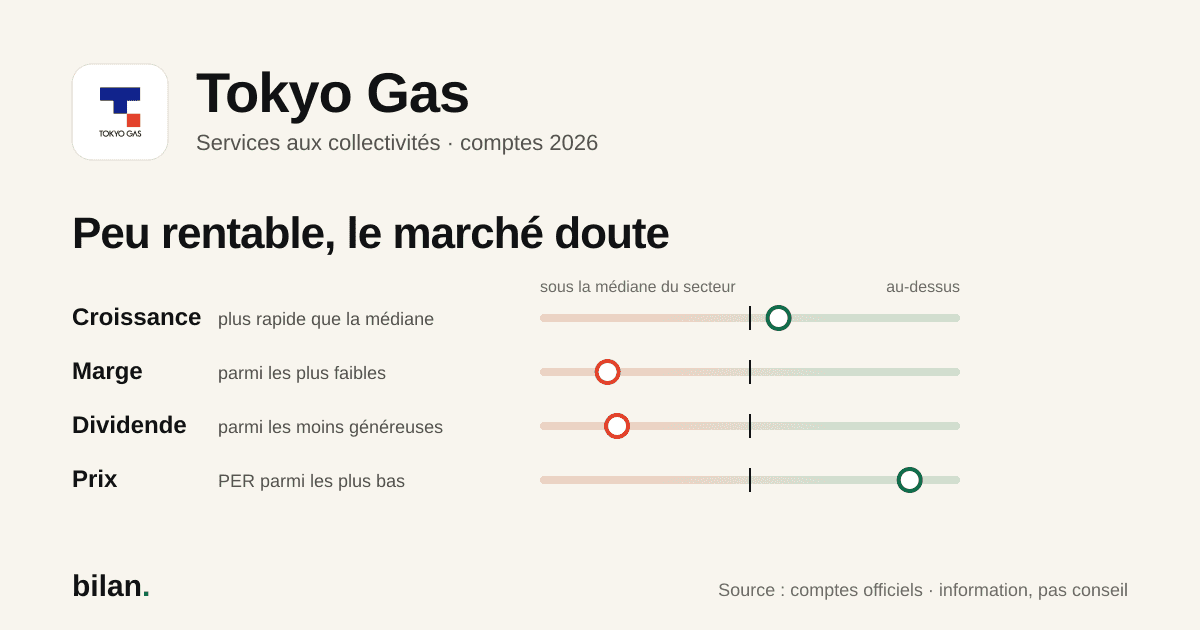 TOKYO GAS
Tokyo Gas
Services aux collectivités · comptes 2026
Peu rentable, le marché doute
sous la médiane du secteur au-dessus
Croissance plus rapide que la médiane
Marge parmi les plus faibles
Dividende parmi les moins généreuses
Prix PER parmi les plus bas
bilan.
Source : comptes officiels · information, pas conseil